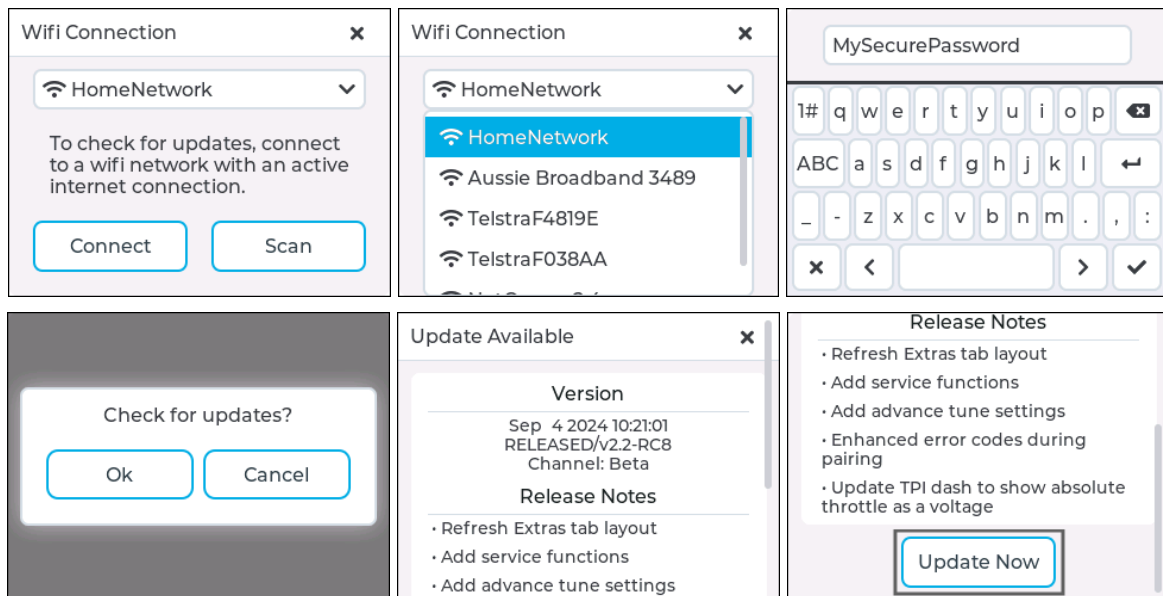 Wifi Connection
HomeNetwork
To check for updates, connect
to a wifi network with an active
internet connection.
Connect
Scan
Wifi Connection
HomeNetwork
HomeNetwork
Aussie Broadband 3489
TelstraF4819E
TelstraF038AA
MySecurePassword
1# q w e r t y u i o p
ABC a s d f g h j k l
_ - z x c v b n m . , :
Check for updates?
Ok
Cancel
Update Available
Version
Sep 4 2024 10:21:01
RELEASED/v2.2-RC8
Channel: Beta
Release Notes
• Refresh Extras tab layout
• Add service functions
• Add advance tune settings
Release Notes
• Refresh Extras tab layout
• Add service functions
• Add advance tune settings
• Enhanced error codes during
pairing
• Update TPI dash to show absolute
throttle as a voltage
Update Now